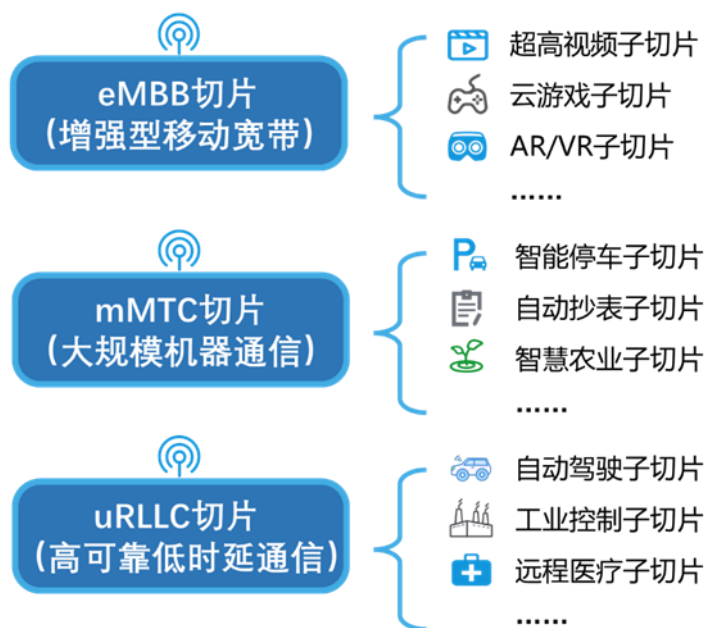 eMBB切片
(增强型移动宽带)
超高视频子切片
云游戏子切片
AR/VR子切片
......
mMTC切片
(大规模机器通信)
P
智能停车子切片
自动抄表子切片
智慧农业子切片
......
uRLLC切片
(高可靠低时延通信)
自动驾驶子切片
工业控制子切片
远程医疗子切片
......